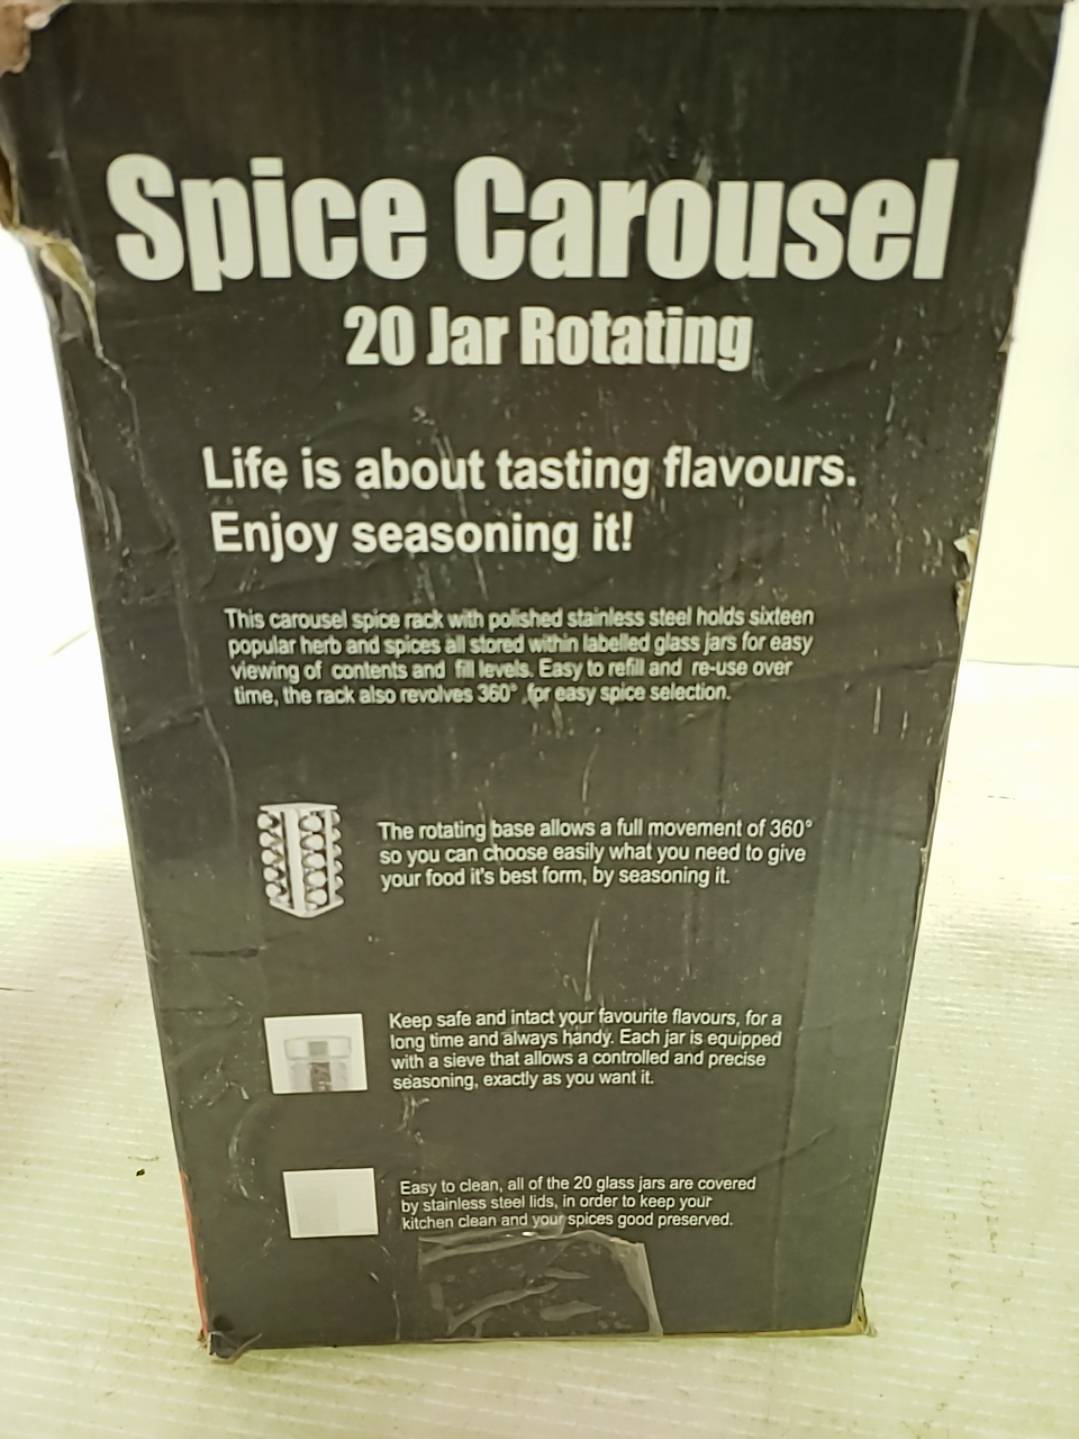 Spice Carousel
20 Jar Rotating
Life is about tasting flavours.
Enjoy seasoning it!
This carousel spice rack with polished stainless steel holds sixteen
popular herb and spices all stored within labelled glass jars for easy
viewing of contents and fill levels. Easy to refill and re-use over
time, the rack also revolves 360° for easy spice selection.
The rotating base allows a full movement of 360°
so you can choose easily what you need to give
your food it's best form, by seasoning it.
Keep safe and intact your favourite flavours, for a
long time and always handy. Each jar is equipped
with a sieve that allows a controlled and precise
seasoning, exactly as you want it.
Easy to clean, all of the 20 glass jars are covered
by stainless steel lids, in order to keep your
kitchen clean and your spices good preserved.